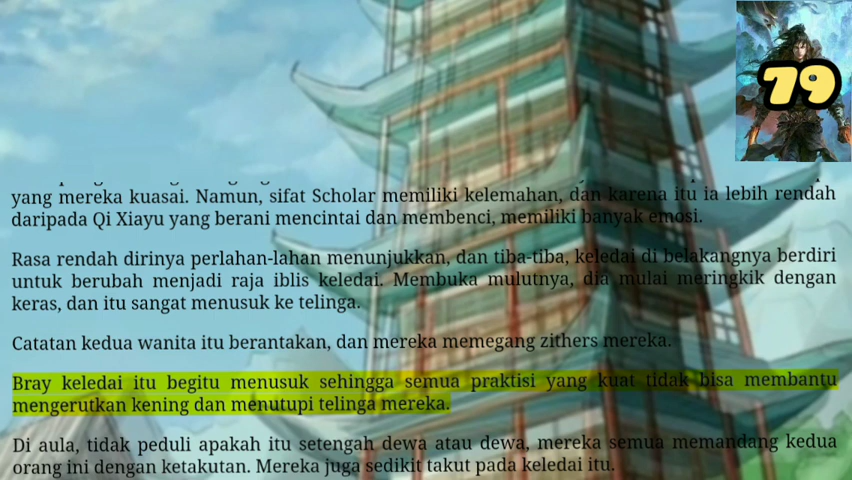 79
yang mereka kuasai. Namun, sifat Scholar memiliki kelemahan, dan karena itu ia lebih rendah
daripada Qi Xiayu yang berani mencintai dan membenci, memiliki banyak emosi.
Rasa rendah dirinya perlahan-lahan menunjukkan, dan tiba-tiba, keledai di belakangnya berdiri
untuk berubah menjadi raja iblis keledai. Membuka mulutnya, dia mulai meringkik dengan
keras, dan itu sangat menusuk ke telinga.
Catatan kedua wanita itu berantakan, dan mereka memegang zithers mereka.
Bray keledai itu begitu menusuk sehingga semua praktisi yang kuat tidak bisa membantu
mengerutkan kening dan menutupi telinga mereka.
Di aula, tidak peduli apakah itu setengah dewa atau dewa, mereka semua memandang kedua
orang ini dengan ketakutan. Mereka juga sedikit takut pada keledai itu.